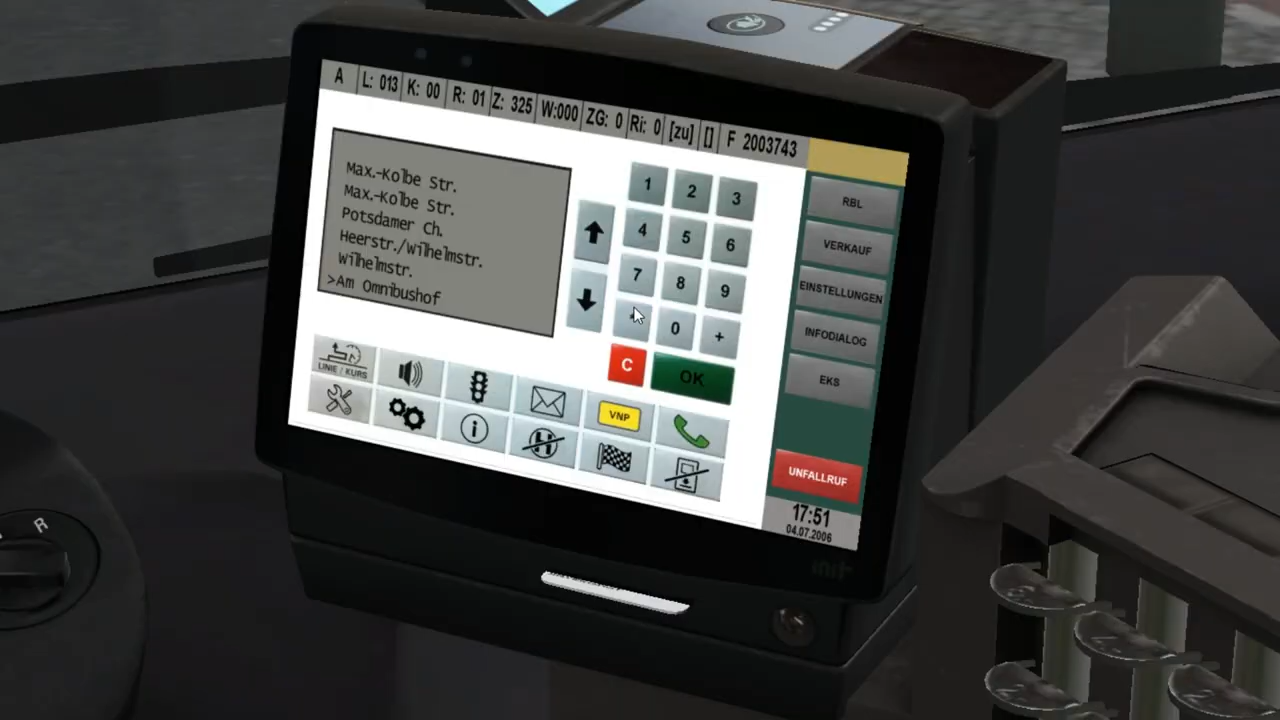 A L: 013 K: 00 R: 01 Z: 325 W:000 ZG: 0 Ri: 0 [zu] [] F 2003743
Max.-Kolbe Str.
Max.-Kolbe Str.
Potsdamer Ch.
Heerstr./Wilhelmstr.
Wilhelmstr.
>Am Omnibushof
1 2 3
4 5 6
7 8 9
0 +
C OK
LINIE / KURS
VNP
RBL
VERKAUF
EINSTELLUNGEN
INFODIALOG
EKS
UNFALLRUF
17:51
04.07.2006
init
R